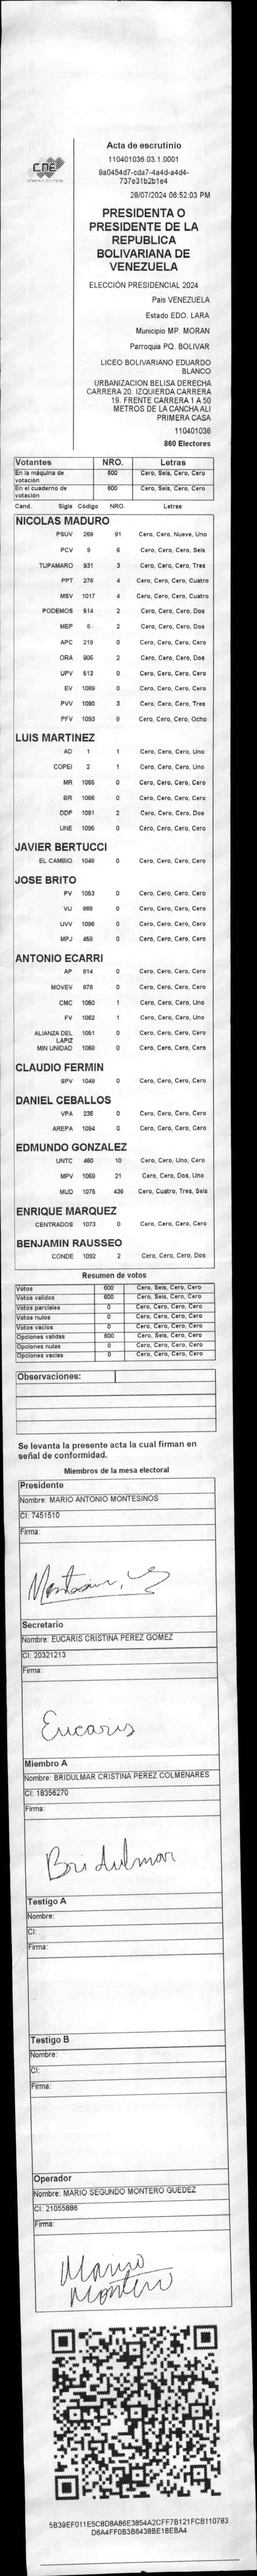 CNE
Acta de escrutinio
110401036.03.1.0001
9a0454d7-cda7-4a4d-a4d4-
737e31b2b1e4
28/07/2024 06:52:03 PM
PRESIDENTA O
PRESIDENTE DE LA
REPUBLICA
BOLIVARIANA DE
VENEZUELA
ELECCIÓN PRESIDENCIAL 2024
Pais VENEZUELA
Estado EDO. LARA
Municipio MP. MORAN
Parroquia PQ. BOLIVAR
LICEO BOLIVARIANO EDUARDO
BLANCO
URBANIZACION BELISA DERECHA
CARRERA 20. IZQUIERDA CARRERA
19. FRENTE CARRERA 1 A 50
METROS DE LA CANCHA ALI
PRIMERA CASA
110401036
860 Electores
Votantes NRO. Letras
En la máquina de votación 600 Cero, Seis, Cero, Cero
En el cuaderno de votación 600 Cero, Seis, Cero, Cero
Cand. Sigla Código NRO. Letras
NICOLAS MADURO
PSUV 269 91 Cero, Cero, Nueve, Uno
PCV 9 6 Cero, Cero, Cero, Seis
TUPAMARO 931 3 Cero, Cero, Cero, Tres
PPT 276 4 Cero, Cero, Cero, Cuatro
MSV 1017 4 Cero, Cero, Cero, Cuatro
PODEMOS 514 2 Cero, Cero, Cero, Dos
MEP 6 2 Cero, Cero, Cero, Dos
APC 219 0 Cero, Cero, Cero, Cero
ORA 906 2 Cero, Cero, Cero, Dos
UPV 513 0 Cero, Cero, Cero, Cero
EV 1089 0 Cero, Cero, Cero, Cero
PVV 1090 3 Cero, Cero, Cero, Tres
PFV 1093 8 Cero, Cero, Cero, Ocho
LUIS MARTINEZ
AD 1 1 Cero, Cero, Cero, Uno
COPEI 2 1 Cero, Cero, Cero, Uno
MR 1065 0 Cero, Cero, Cero, Cero
BR 1066 0 Cero, Cero, Cero, Cero
DDP 1091 2 Cero, Cero, Cero, Dos
UNE 1095 0 Cero, Cero, Cero, Cero
JAVIER BERTUCCI
EL CAMBIO 1048 0 Cero, Cero, Cero, Cero
JOSE BRITO
PV 1053 0 Cero, Cero, Cero, Cero
VU 868 0 Cero, Cero, Cero, Cero
UVV 1096 0 Cero, Cero, Cero, Cero
MPJ 459 0 Cero, Cero, Cero, Cero
ANTONIO ECARRI
AP 814 0 Cero, Cero, Cero, Cero
MOVEV 878 0 Cero, Cero, Cero, Cero
CMC 1050 1 Cero, Cero, Cero, Uno
FV 1062 1 Cero, Cero, Cero, Uno
ALIANZA DEL LAPIZ 1051 0 Cero, Cero, Cero, Cero
MIN UNIDAD 1068 0 Cero, Cero, Cero, Cero
CLAUDIO FERMIN
SPV 1049 0 Cero, Cero, Cero, Cero
DANIEL CEBALLOS
VPA 236 0 Cero, Cero, Cero, Cero
AREPA 1094 0 Cero, Cero, Cero, Cero
EDMUNDO GONZALEZ
UNTC 460 10 Cero, Cero, Uno, Cero
MPV 1069 21 Cero, Cero, Dos, Uno
MUD 1075 436 Cero, Cuatro, Tres, Seis
ENRIQUE MARQUEZ
CENTRADOS 1073 0 Cero, Cero, Cero, Cero
BENJAMIN RAUSSEO
CONDE 1092 2 Cero, Cero, Cero, Dos
Resumen de votos
Votos 600 Cero, Seis, Cero, Cero
Votos validos 600 Cero, Seis, Cero, Cero
Votos parciales 0 Cero, Cero, Cero, Cero
Votos nulos 0 Cero, Cero, Cero, Cero
Votos vacios 0 Cero, Cero, Cero, Cero
Opciones validas 600 Cero, Seis, Cero, Cero
Opciones nulas 0 Cero, Cero, Cero, Cero
Opciones vacias 0 Cero, Cero, Cero, Cero
Observaciones:
Se levanta la presente acta la cual firman en
señal de conformidad.
Miembros de la mesa electoral
Presidente
Nombre: MARIO ANTONIO MONTESINOS
CI: 7451510
Firma:
Secretario
Nombre: EUCARIS CRISTINA PEREZ GOMEZ
CI: 20321213
Firma:
Eucaris
Miembro A
Nombre: BRIDULMAR CRISTINA PEREZ COLMENARES
CI: 18356270
Firma:
Bridulmar
Testigo A
Nombre:
CI:
Firma:
Testigo B
Nombre:
CI:
Firma:
Operador
Nombre: MARIO SEGUNDO MONTERO GUEDEZ
CI: 21055886
Firma:
Mario
Montero
5B39EF011E5C8D8A86E3854A2CFF7B121FCB110783
D6A4FF0B3B6438BE18EBA4